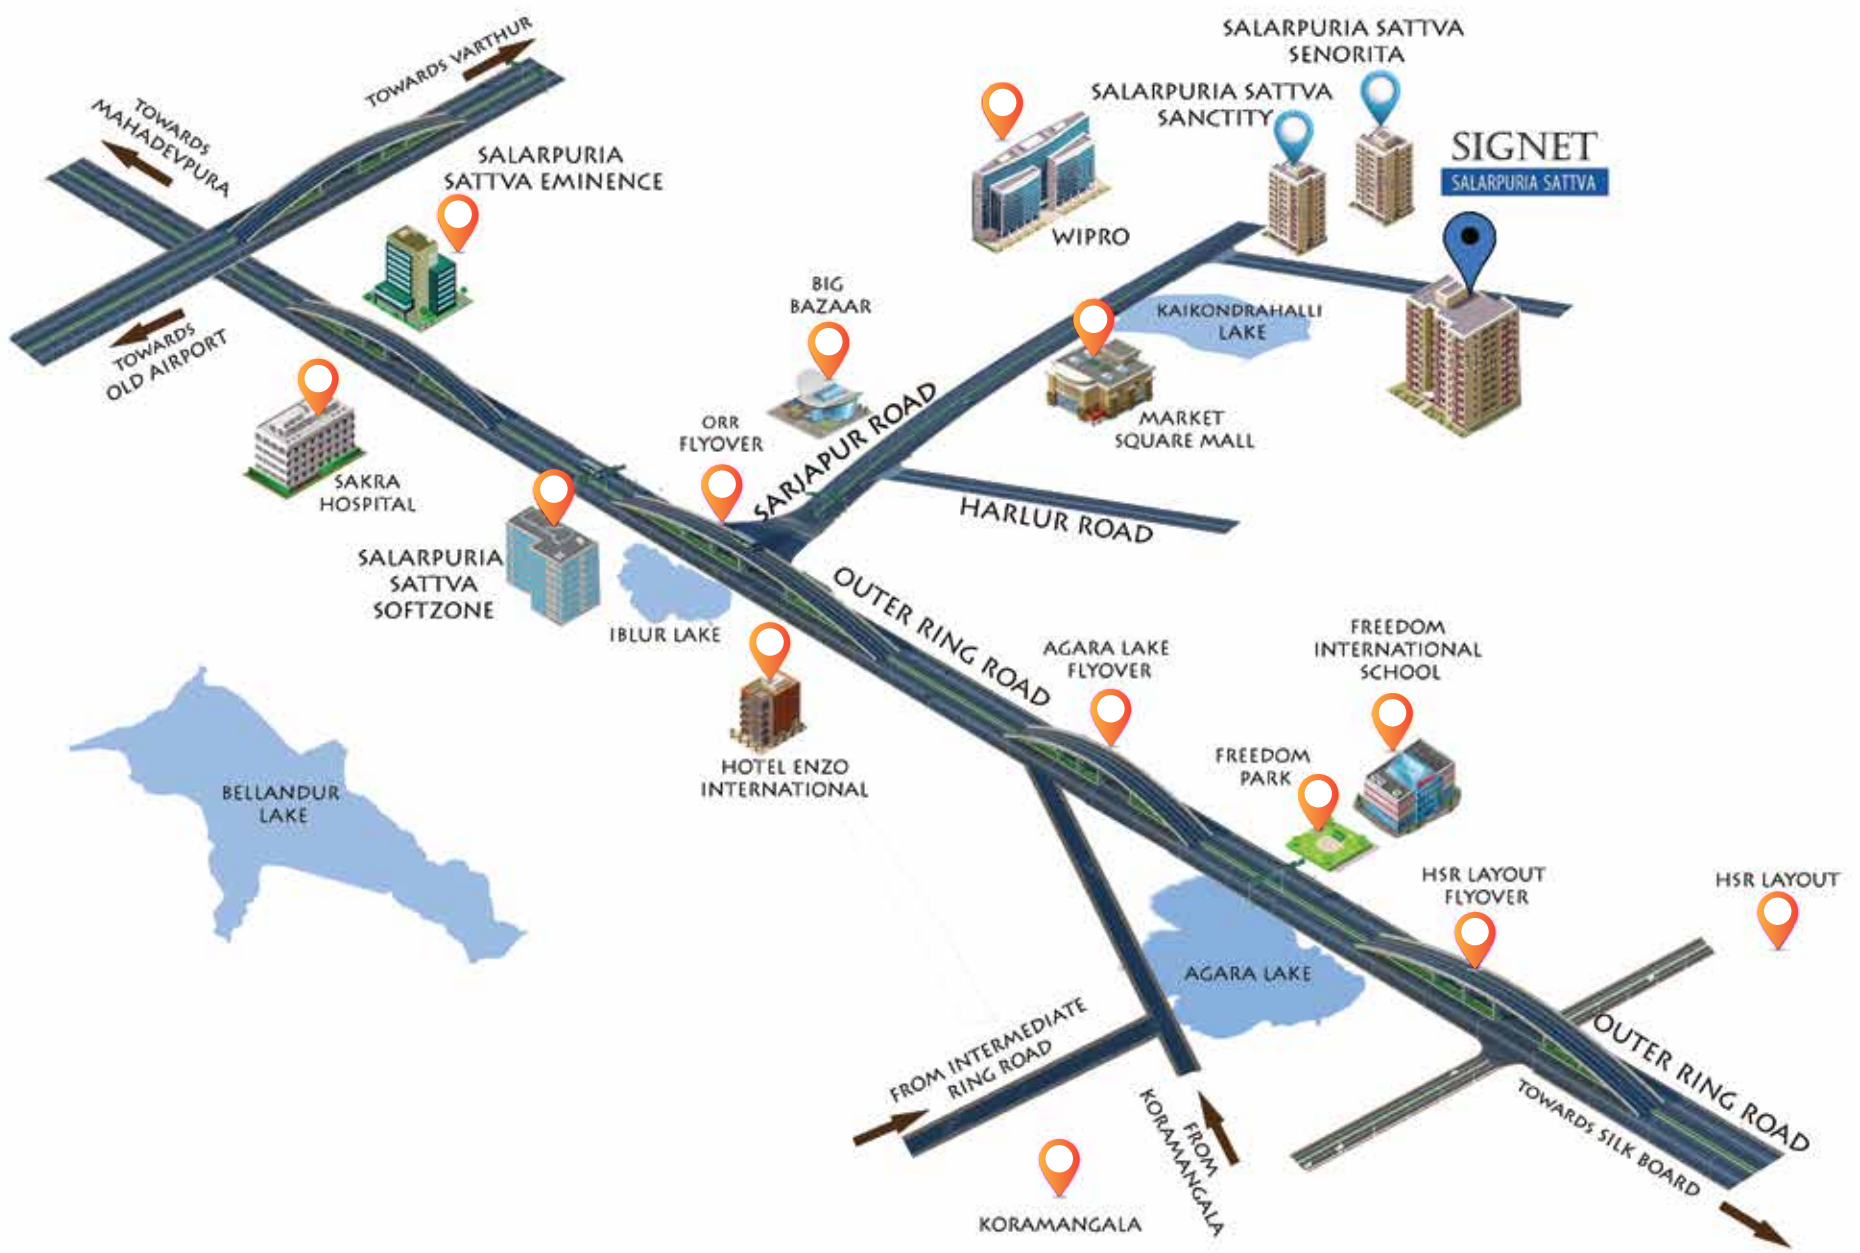 TOWARDS VARTHUR
TOWARDS
MAHADEVPURA
SALARPURIA
SATTVA EMINENCE
TOWARDS
OLD AIRPORT
SALARPURIA SATTVA
SENORITA
SALARPURIA SATTVA
SANCTITY
SIGNET
SALARPURIA SATTVA
WIPRO
BIG
BAZAAR
KAIKONDRAHALLI
LAKE
MARKET
SQUARE MALL
SARJAPUR ROAD
ORR
FLYOVER
SAKRA
HOSPITAL
HARLUR ROAD
SALARPURIA
SATTVA
SOFTZONE
IBLUR LAKE
OUTER RING ROAD
HOTEL ENZO
INTERNATIONAL
AGARA LAKE
FLYOVER
FREEDOM
INTERNATIONAL
SCHOOL
FREEDOM
PARK
BELLANDUR
LAKE
HSR LAYOUT
FLYOVER
HSR LAYOUT
AGARA LAKE
FROM INTERMEDIATE
RING ROAD
FROM
KORAMANGALA
KORAMANGALA
OUTER RING ROAD
TOWARDS SILK BOARD